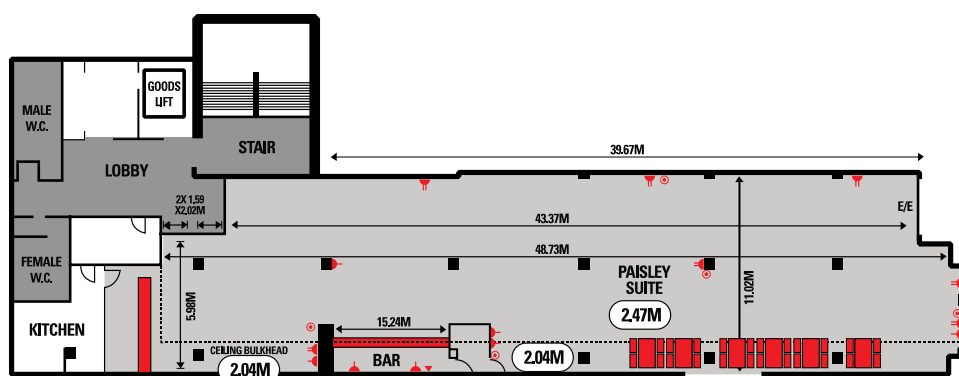 GOODS
LIFT
MALE
W.C.
STAIR
39.67M
LOBBY
2X 1.59
X2.02M
43.37M
E/E
48.73M
FEMALE
W.C.
5.98M
PAISLEY
SUITE
11.02M
2.47M
KITCHEN
15.24M
CEILING BULKHEAD
2.04M
BAR
2.04M